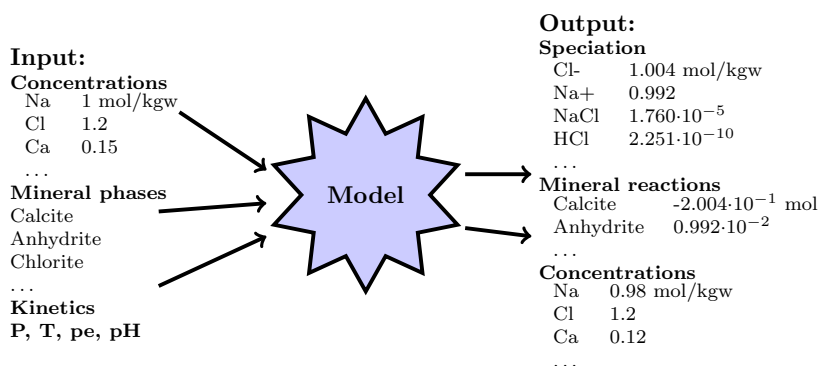 Input:
Concentrations
Na 1 mol/kgw
Cl 1.2
Ca 0.15
...
Mineral phases
Calcite
Anhydrite
Chlorite
...
Kinetics
P, T, pe, pH
Model
Output:
Speciation
Cl- 1.004 mol/kgw
Na+ 0.992
NaCl 1.760·10⁻⁵
HCl 2.251·10⁻¹⁰
...
Mineral reactions
Calcite -2.004·10⁻¹ mol
Anhydrite 0.992·10⁻²
...
Concentrations
Na 0.98 mol/kgw
Cl 1.2
Ca 0.12
...